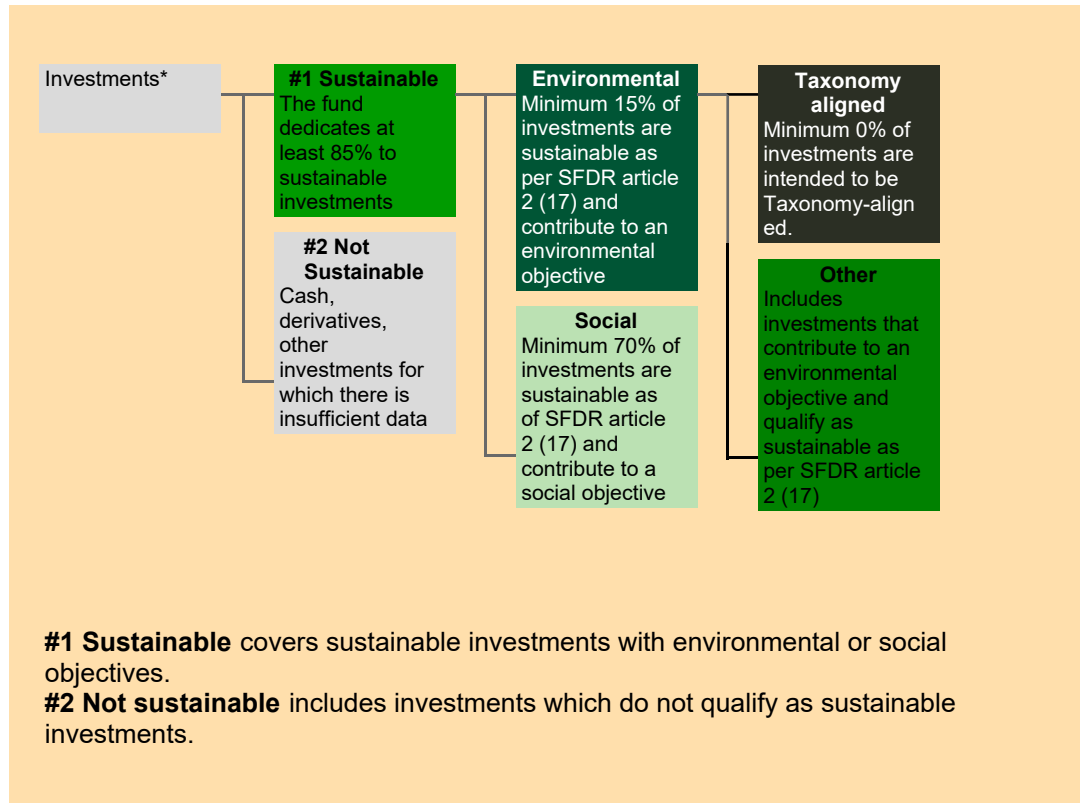 Investments*
#1 Sustainable
The fund
dedicates at
least 85% to
sustainable
investments
#2 Not
Sustainable
Cash,
derivatives,
other
investments for
which there is
insufficient data
Environmental
Minimum 15% of
investments are
sustainable as
per SFDR article
2 (17) and
contribute to an
environmental
objective
Social
Minimum 70% of
investments are
sustainable as
of SFDR article
2 (17) and
contribute to a
social objective
Taxonomy
aligned
Minimum 0% of
investments are
intended to be
Taxonomy-align
ed.
Other
Includes
investments that
contribute to an
environmental
objective and
qualify as
sustainable as
per SFDR article
2 (17)
#1 Sustainable covers sustainable investments with environmental or social
objectives.
#2 Not sustainable includes investments which do not qualify as sustainable
investments.